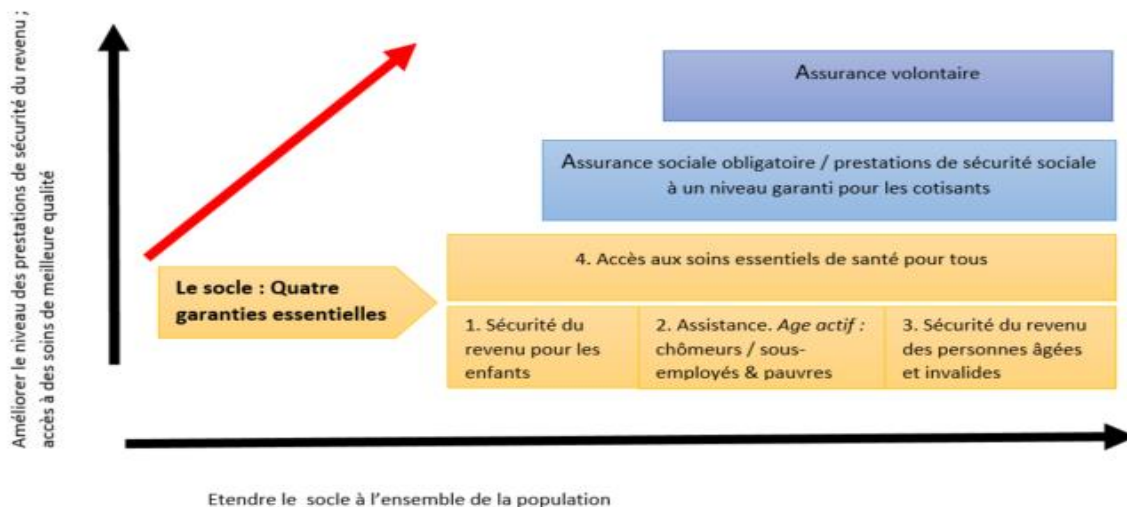 Améliorer le niveau des prestations de sécurité du revenu ;
accès à des soins de meilleure qualité
Assurance volontaire
Assurance sociale obligatoire / prestations de sécurité sociale
à un niveau garanti pour les cotisants
4. Accès aux soins essentiels de santé pour tous
Le socle : Quatre
garanties essentielles
1. Sécurité du
revenu pour les
enfants
2. Assistance. Age actif :
chômeurs / sous-
employés & pauvres
3. Sécurité du revenu
des personnes âgées
et invalides
Etendre le socle à l'ensemble de la population